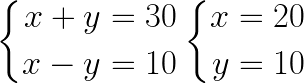 { x + y = 30 { x = 20
x − y = 10 y = 10